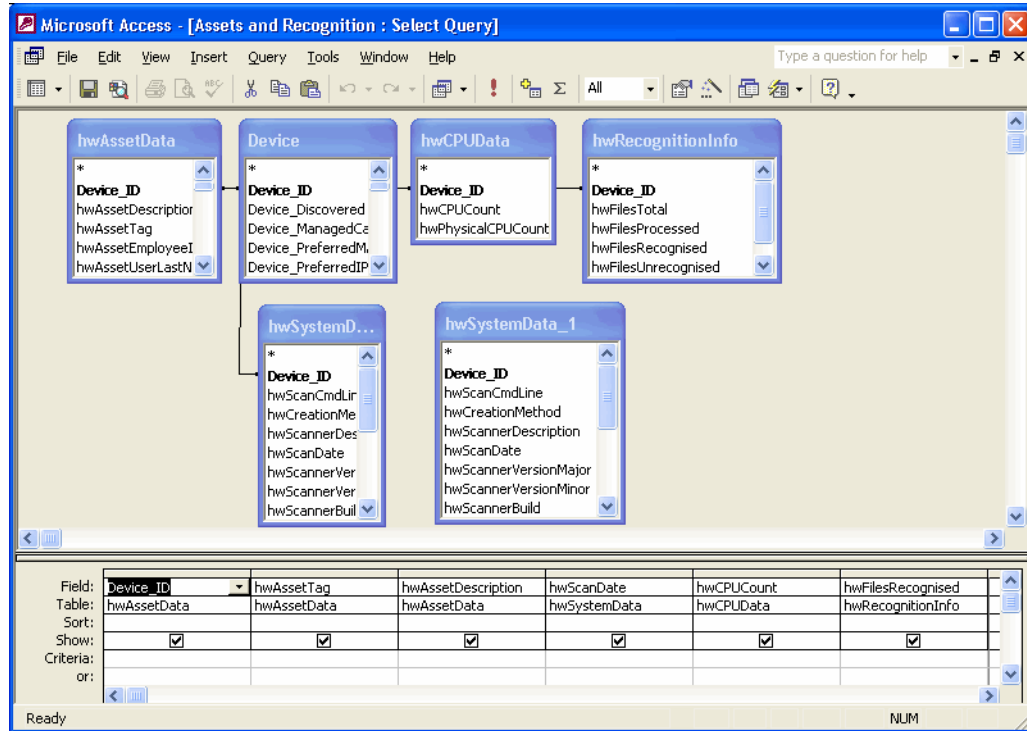 Microsoft Access - [Assets and Recognition : Select Query]
File Edit View Insert Query Tools Window Help Type a question for help
All
hwAssetData
*
Device_ID
hwAssetDescription
hwAssetTag
hwAssetEmployeeI
hwAssetUserLastN
Device
*
Device_ID
Device_Discovered
Device_ManagedCa
Device_PreferredM
Device_PreferredIP
hwCPUData
*
Device_ID
hwCPUCount
hwPhysicalCPUCount
hwRecognitionInfo
*
Device_ID
hwFilesTotal
hwFilesProcessed
hwFilesRecognised
hwFilesUnrecognised
hwSystemD...
*
Device_ID
hwScanCmdLir
hwCreationMe
hwScannerDes
hwScanDate
hwScannerVer
hwScannerVer
hwScannerBuil
hwSystemData_1
*
Device_ID
hwScanCmdLine
hwCreationMethod
hwScannerDescription
hwScanDate
hwScannerVersionMajor
hwScannerVersionMinor
hwScannerBuild
Field: Device_ID hwAssetTag hwAssetDescription hwScanDate hwCPUCount hwFilesRecognised
Table: hwAssetData hwAssetData hwAssetData hwSystemData hwCPUData hwRecognitionInfo
Sort:
Show:
Criteria:
or:
Ready NUM